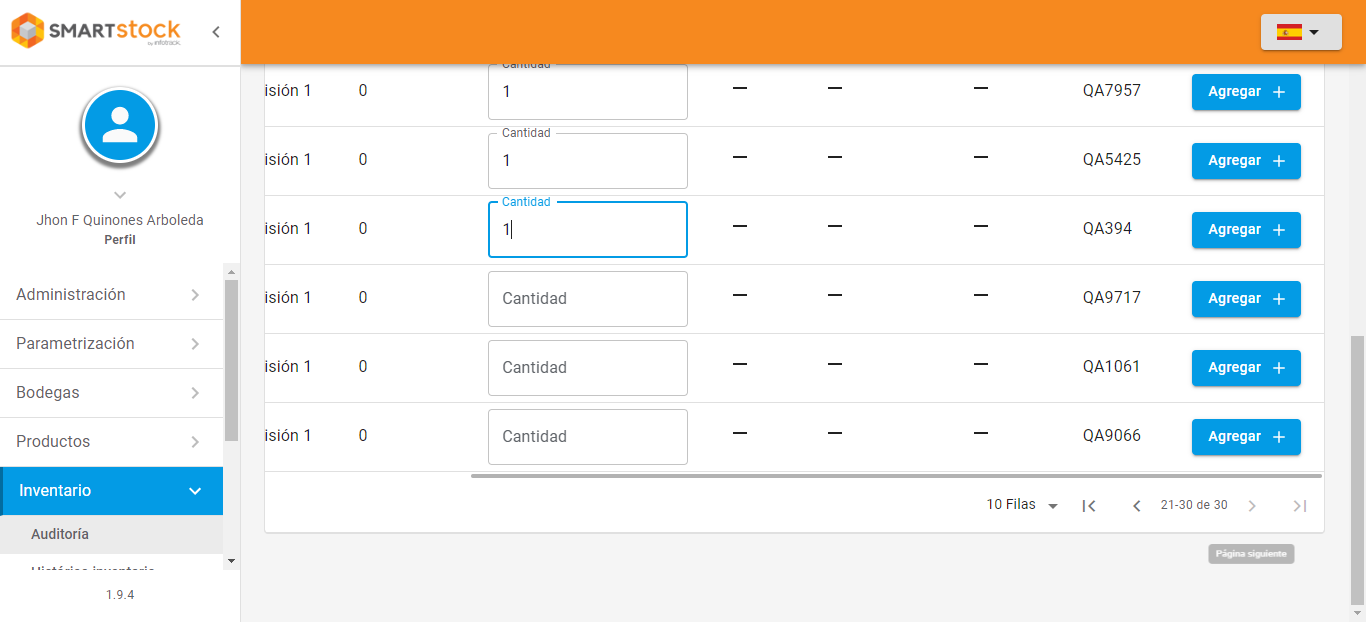 SMARTstock
by infotrack.
Cantidad
isión 1 0 1 — — — QA7957 Agregar +
Cantidad
isión 1 0 1 — — — QA5425 Agregar +
Cantidad
isión 1 0 1 — — — QA394 Agregar +
isión 1 0 Cantidad — — — QA9717 Agregar +
isión 1 0 Cantidad — — — QA1061 Agregar +
isión 1 0 Cantidad — — — QA9066 Agregar +
10 Filas 21-30 de 30
Página siguiente
Jhon F Quinones Arboleda
Perfil
Administración
Parametrización
Bodegas
Productos
Inventario
Auditoría
Histórico inventario
1.9.4